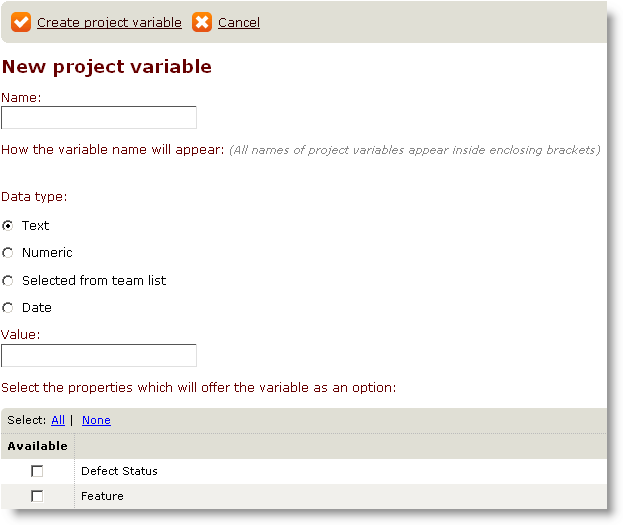 Create project variable Cancel
New project variable
Name:
How the variable name will appear: (All names of project variables appear inside enclosing brackets)
Data type:
Text
Numeric
Selected from team list
Date
Value:
Select the properties which will offer the variable as an option:
Select: All | None
Available
Defect Status
Feature